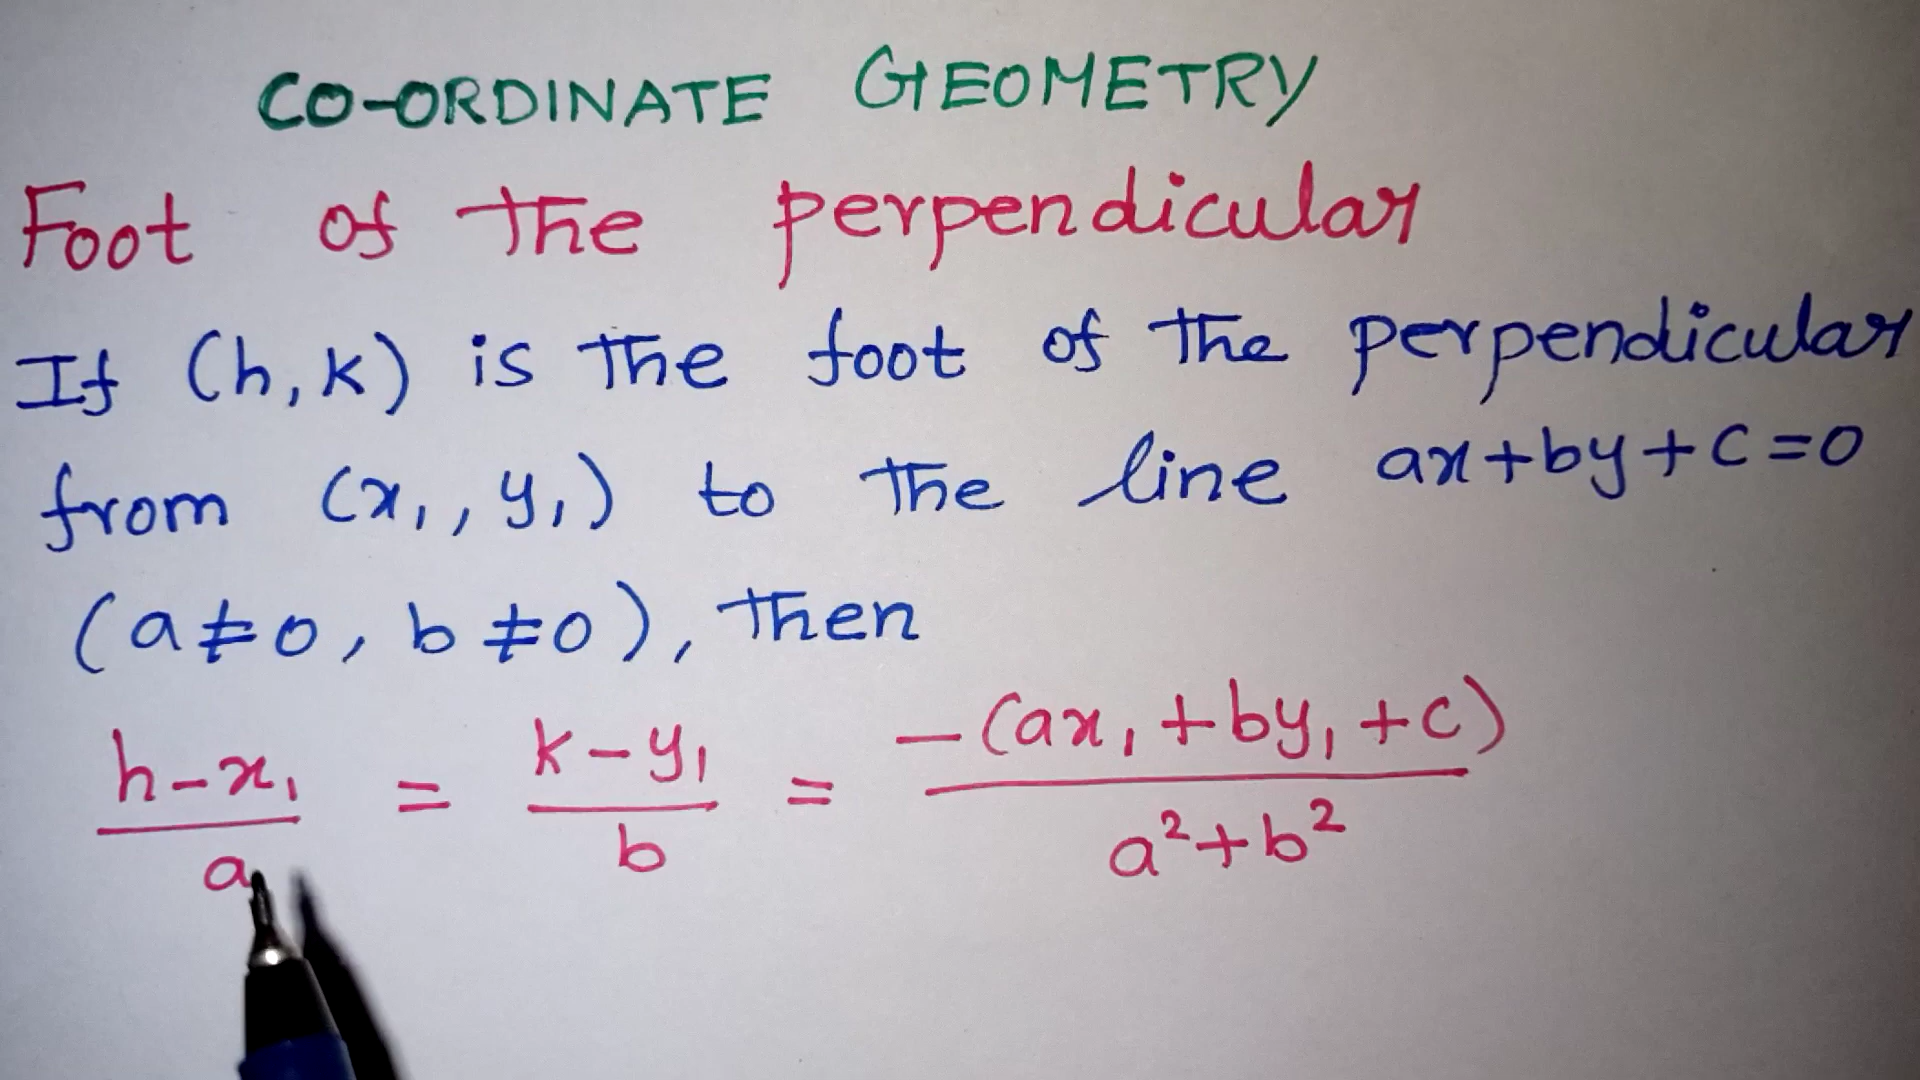 CO-ORDINATE GEOMETRY
Foot of the perpendicular
If (h, k) is the foot of the perpendicular
from (x₁, y₁) to the line ax+by+c=0
(a≠0, b≠0), then
(h-x₁)/a = (k-y₁)/b = -(ax₁+by₁+c)/(a²+b²)